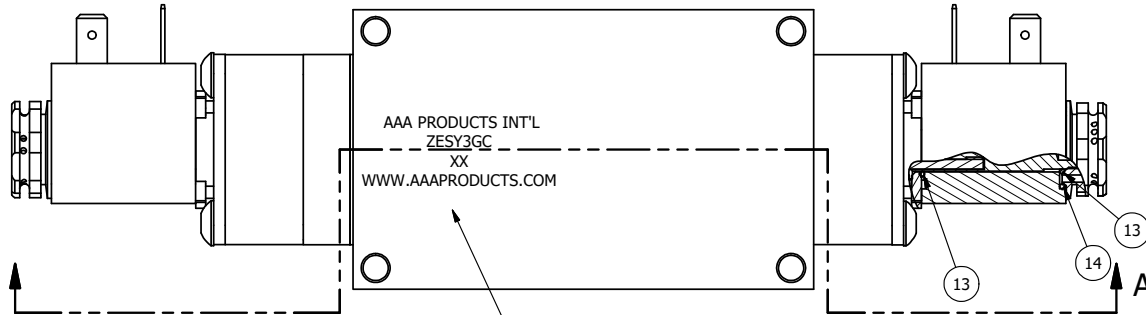 AAA PRODUCTS INT'L
ZESY3GC
XX
WWW.AAAPRODUCTS.COM
13
14
13
A